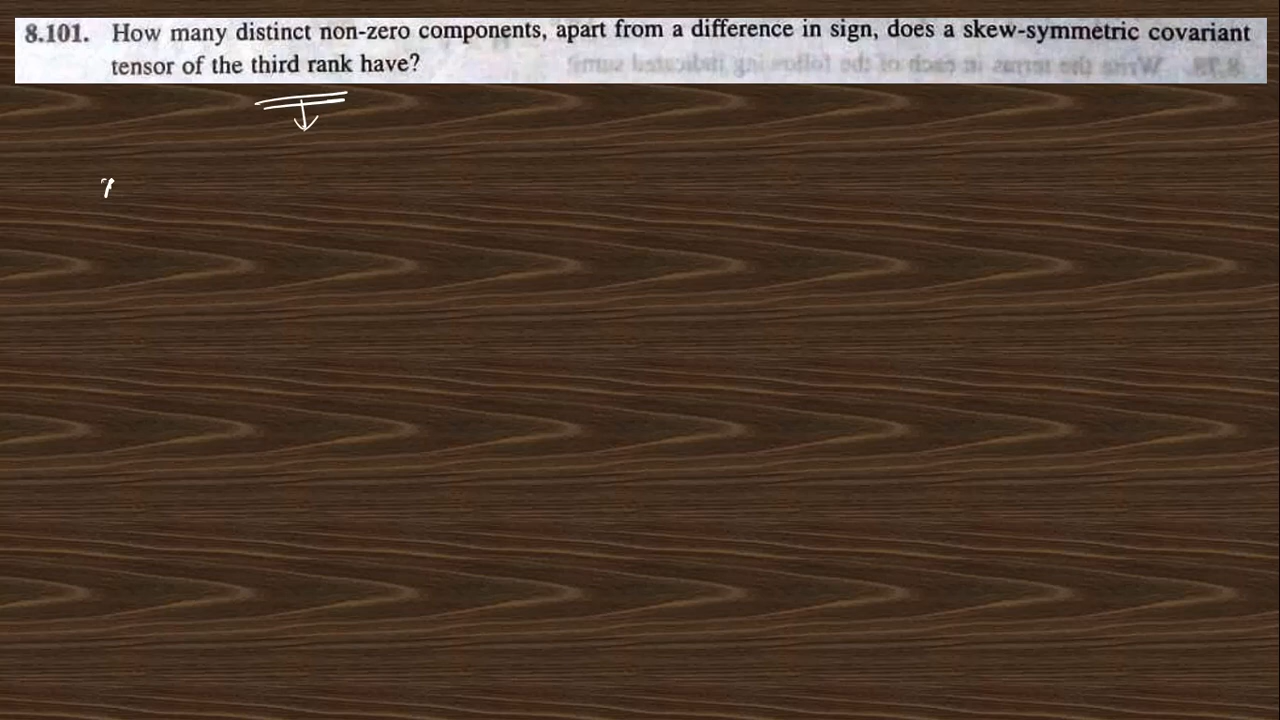 8.101. How many distinct non-zero components, apart from a difference in sign, does a skew-symmetric covariant
tensor of the third rank have?